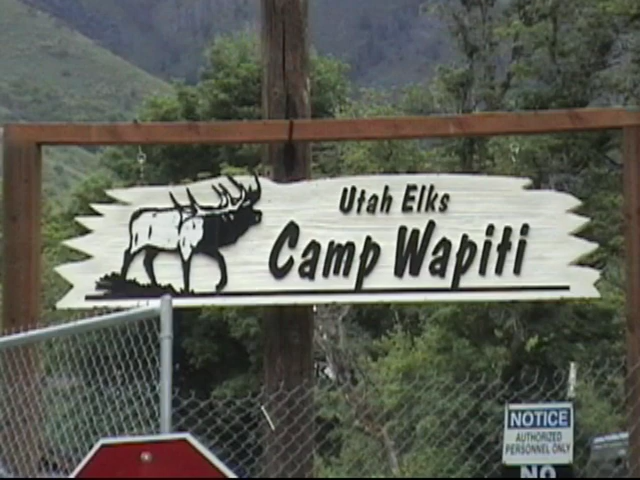 Utah Elks
Camp Wapiti
NOTICE
AUTHORIZED
PERSONNEL ONLY
NO